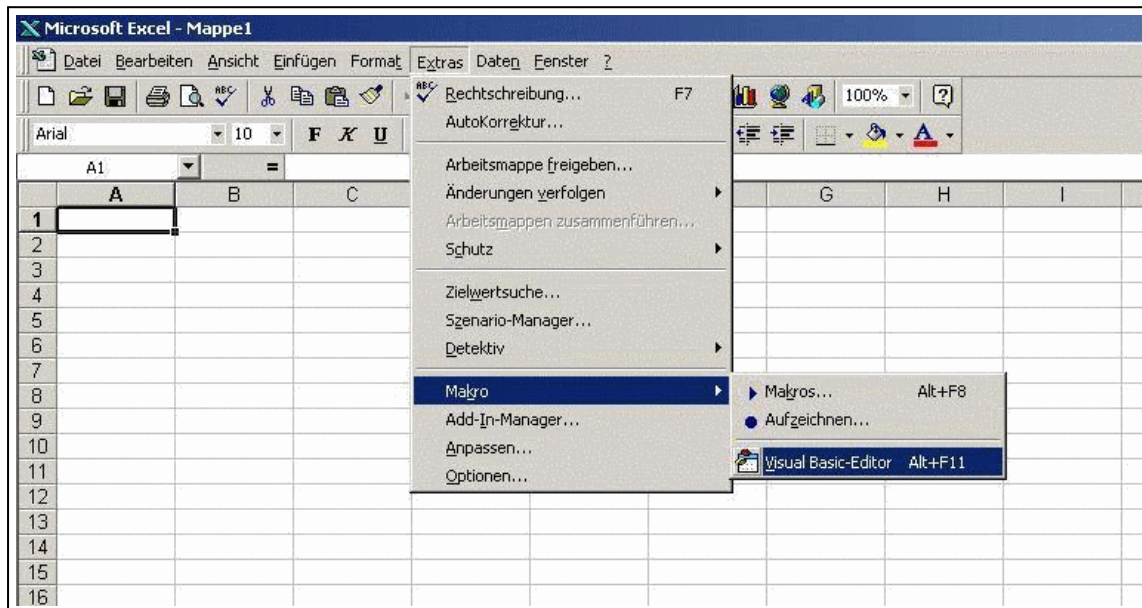 Microsoft Excel - Mappe1
Datei Bearbeiten Ansicht Einfügen Format Extras Daten Fenster ?
100%
Arial 10 F K U A
A1 =
A B C G H I
Rechtschreibung... F7
AutoKorrektur...
Arbeitsmappe freigeben...
Änderungen verfolgen
Arbeitsmappen zusammenführen...
Schutz
Zielwertsuche...
Szenario-Manager...
Detektiv
Makro
Add-In-Manager...
Anpassen...
Optionen...
Makros... Alt+F8
Aufzeichnen...
Visual Basic-Editor Alt+F11
1
2
3
4
5
6
7
8
9
10
11
12
13
14
15
16